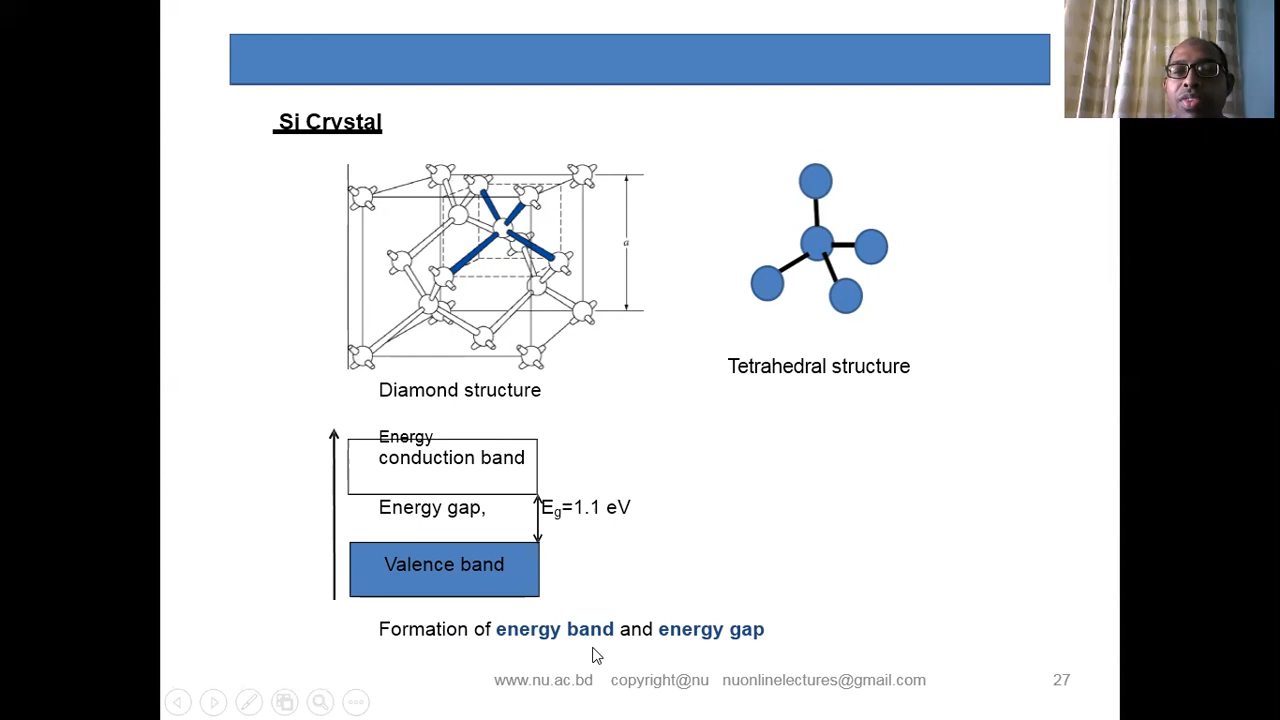 Si Crystal
a
Tetrahedral structure
Diamond structure
Energy
conduction band
Energy gap, Eg=1.1 eV
Valence band
Formation of energy band and energy gap
www.nu.ac.bd copyright@nu nuonlinelectures@gmail.com 27